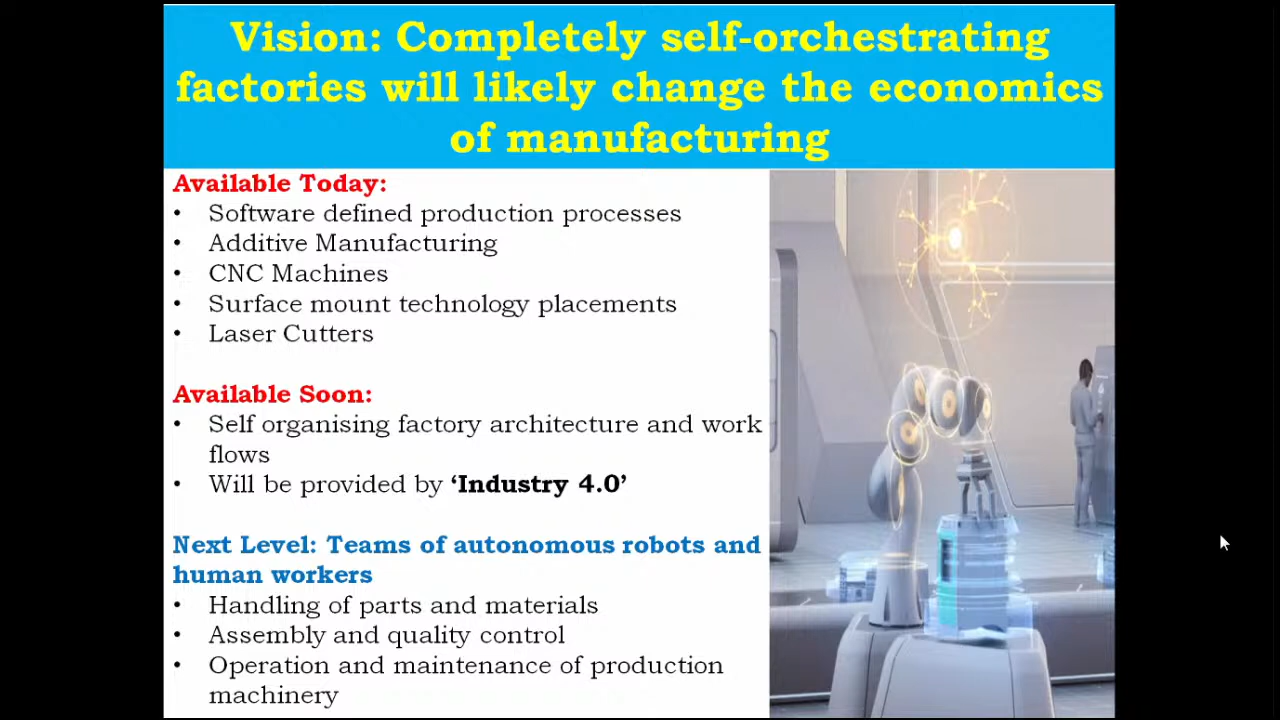 Vision: Completely self-orchestrating
factories will likely change the economics
of manufacturing
Available Today:
• Software defined production processes
• Additive Manufacturing
• CNC Machines
• Surface mount technology placements
• Laser Cutters
Available Soon:
• Self organising factory architecture and work
flows
• Will be provided by ‘Industry 4.0’
Next Level: Teams of autonomous robots and
human workers
• Handling of parts and materials
• Assembly and quality control
• Operation and maintenance of production
machinery